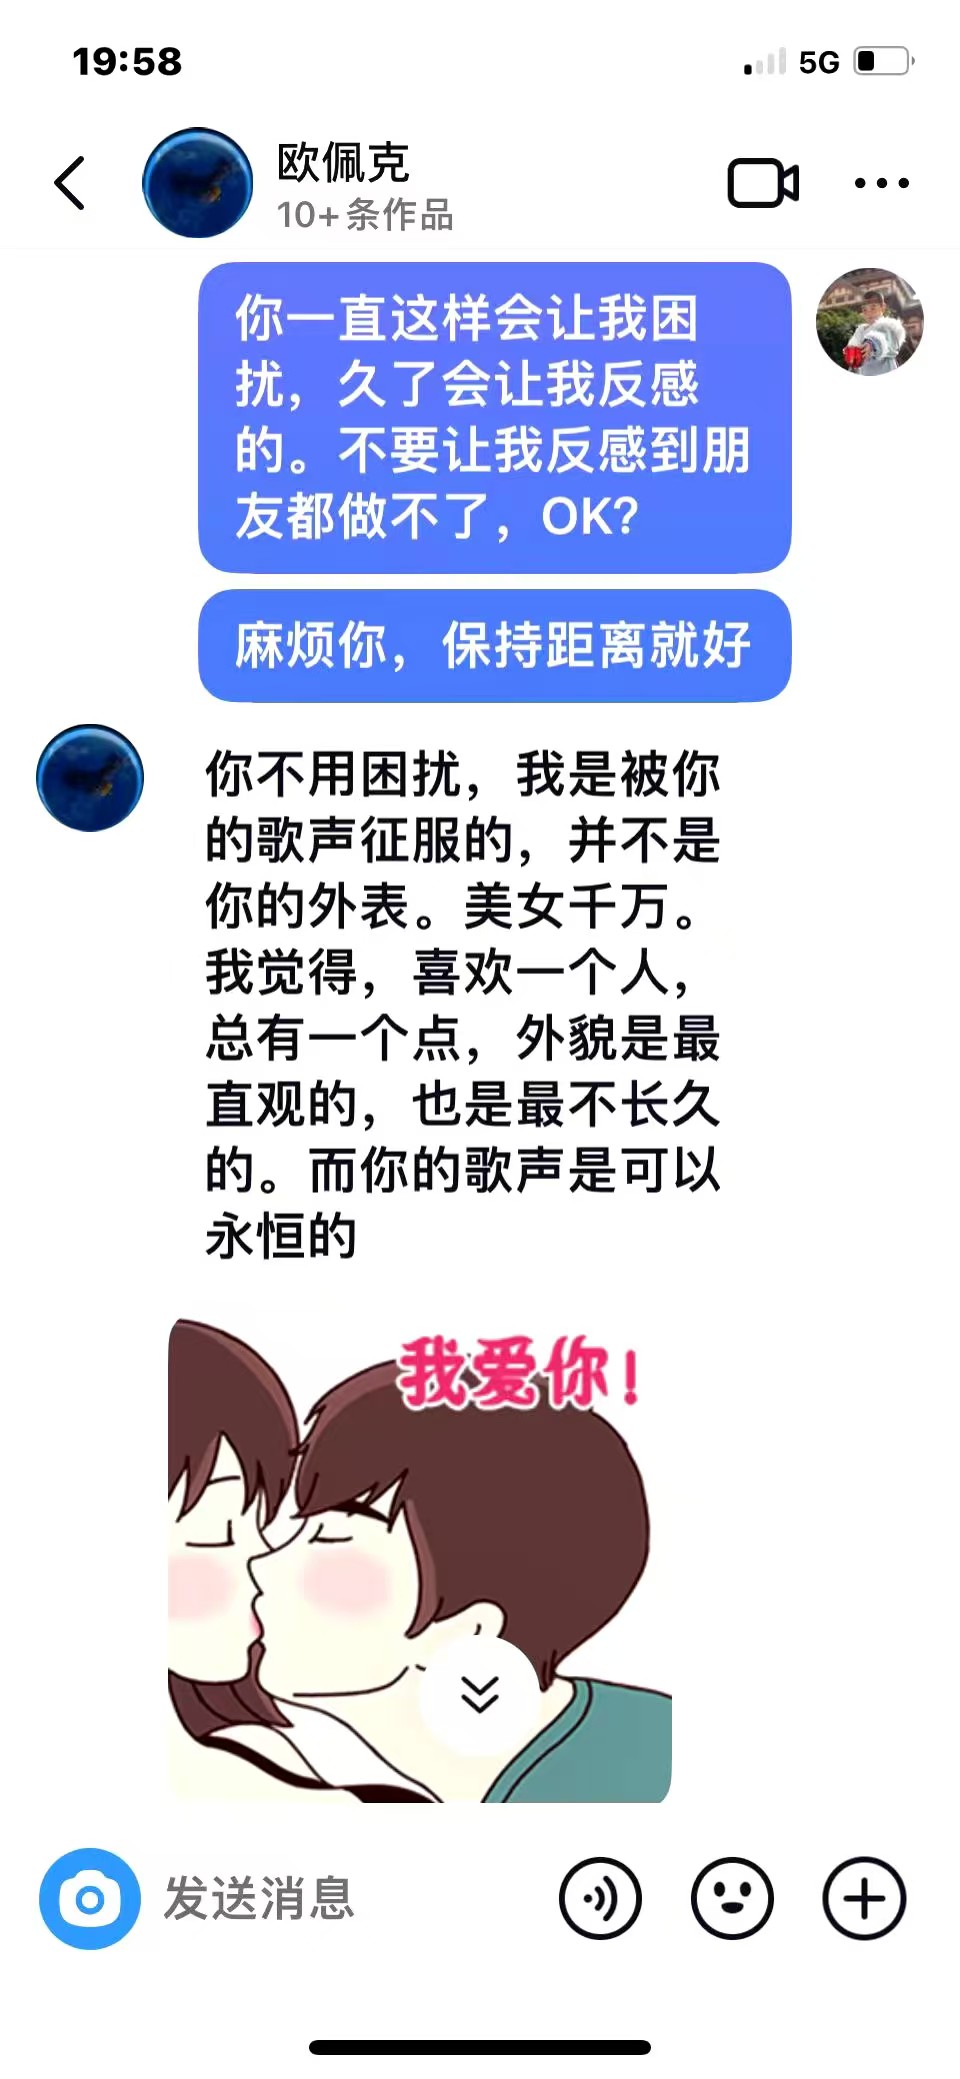 19:58
5G
欧佩克
10+条作品
你一直这样会让我困
扰，久了会让我反感
的。不要让我反感到朋
友都做不了，OK?
麻烦你，保持距离就好
你不用困扰，我是被你
的歌声征服的，并不是
你的外表。美女千万。
我觉得，喜欢一个人，
总有一个点，外貌是最
直观的，也是最不长久
的。而你的歌声是可以
永恒的
我爱你!
发送消息